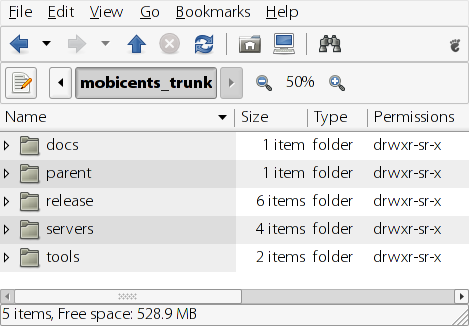 File Edit View Go Bookmarks Help
mobicents_trunk 50%
Name Size Type Permissions
docs 1 item folder drwxr-sr-x
parent 1 item folder drwxr-sr-x
release 6 items folder drwxr-sr-x
servers 4 items folder drwxr-sr-x
tools 2 items folder drwxr-sr-x
5 items, Free space: 528.9 MB